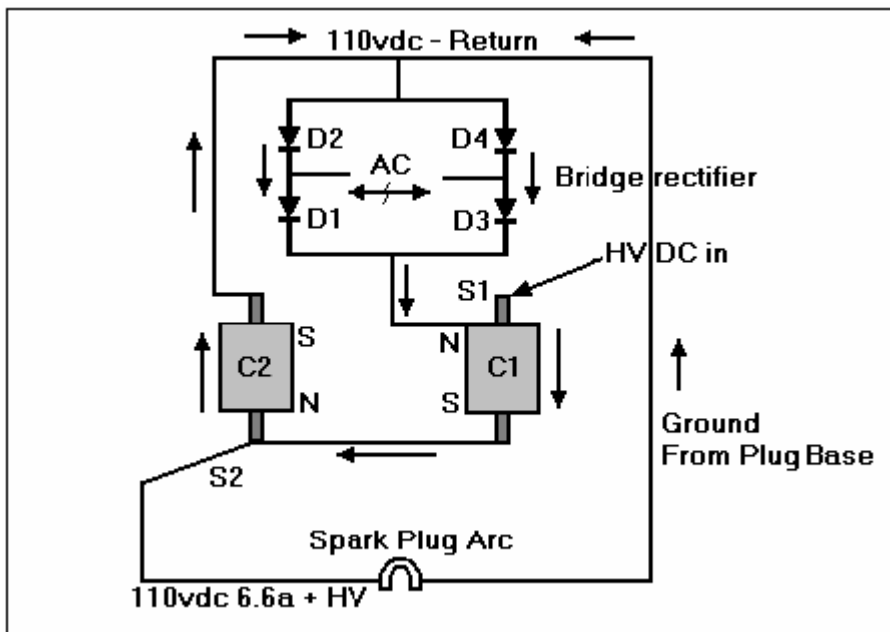 110vdc - Return
D2
D4
AC
Bridge rectifier
D1
D3
HV DC in
S1
S
N
C2
C1
N
S
Ground
From Plug Base
S2
Spark Plug Arc
110vdc 6.6a + HV